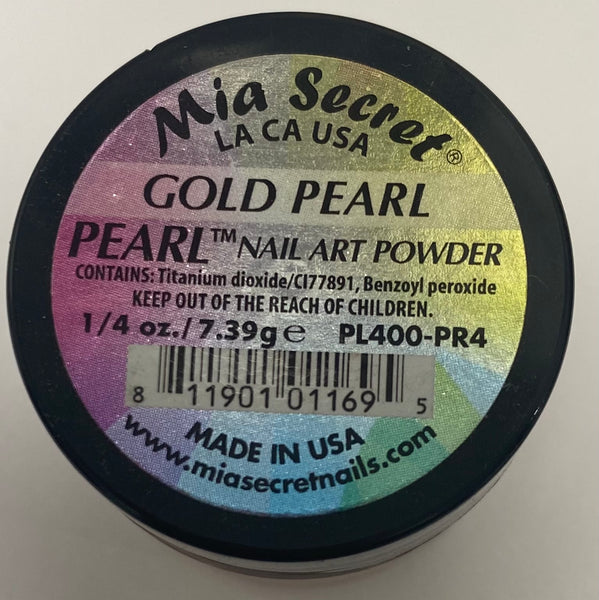 Mia Secret®
LA CA USA
GOLD PEARL
PEARL™ NAIL ART POWDER
CONTAINS: Titanium dioxide/CI77891, Benzoyl peroxide
KEEP OUT OF THE REACH OF CHILDREN.
1/4 oz./7.39g ℮ PL400-PR4
8 11901 01169 5
MADE IN USA
www.miasecretnails.com